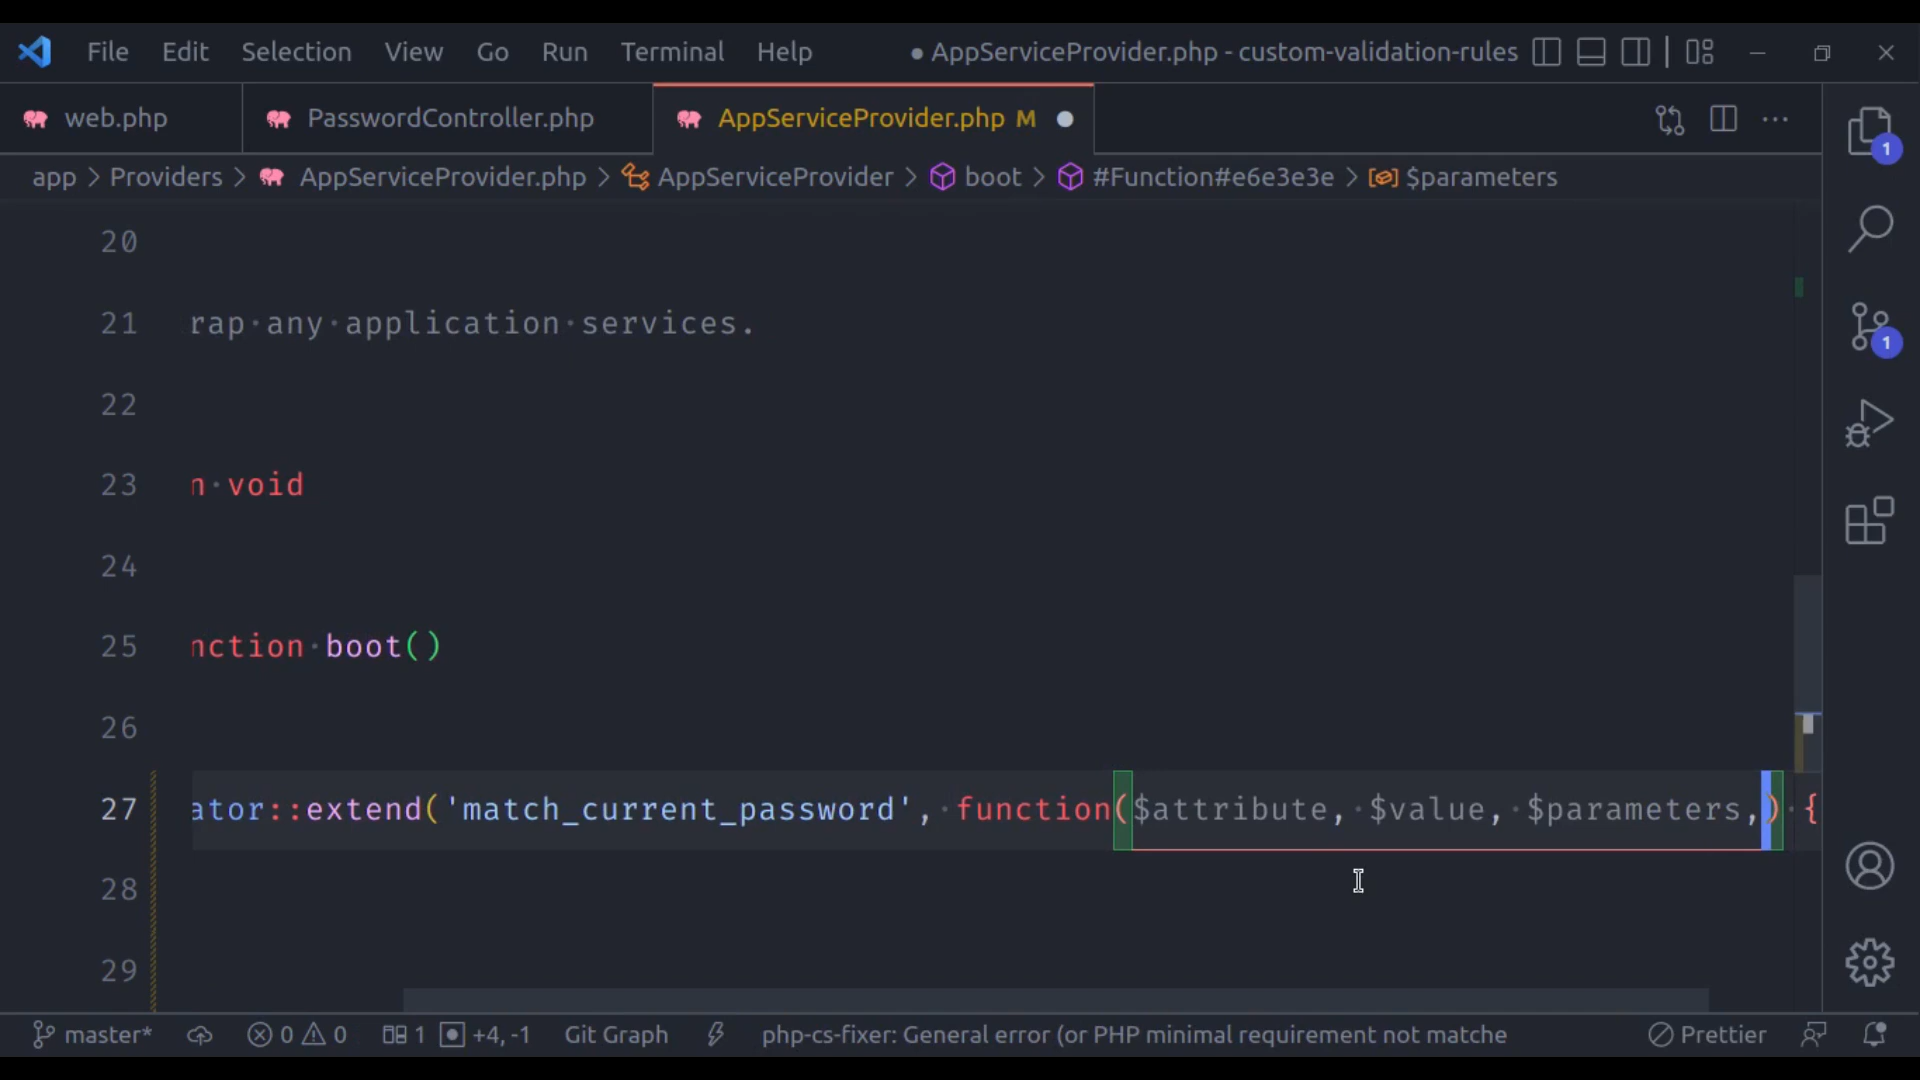 File Edit Selection View Go Run Terminal Help ● AppServiceProvider.php - custom-validation-rules
web.php PasswordController.php AppServiceProvider.php M
app > Providers > AppServiceProvider.php > AppServiceProvider > boot > #Function#e6e3e3e > $parameters
1
20
21 rap·any·application·services.
22
23 n·void
24
25 nction·boot()
26
27 ator::extend('match_current_password',·function($attribute,·$value,·$parameters,)·{
28
29
1
master* 0 0 1 +4, -1 Git Graph php-cs-fixer: General error (or PHP minimal requirement not matche Prettier